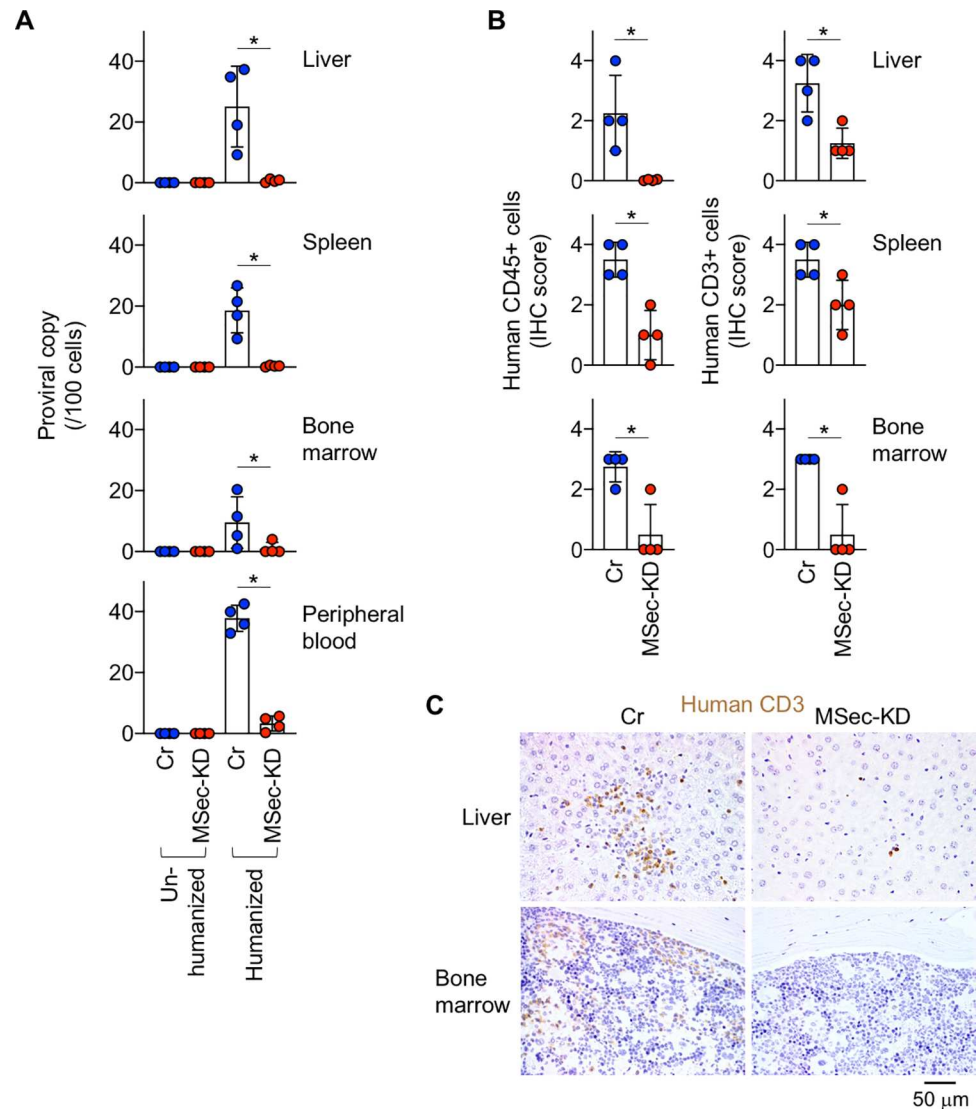 A
Proviral copy
(/100 cells)
40
20
0
Liver
*
40
20
0
Spleen
*
40
20
0
Bone
marrow
*
40
20
0
Peripheral
blood
*
Cr
MSec-KD
Cr
MSec-KD
Un-
humanized
Humanized
B
Human CD45+ cells
(IHC score)
Human CD3+ cells
(IHC score)
4
2
0
*
4
2
0
*
Liver
4
2
0
*
4
2
0
*
Spleen
4
2
0
*
4
2
0
*
Bone
marrow
Cr
MSec-KD
Cr
MSec-KD
C
Human CD3
Cr
MSec-KD
Liver
Bone
marrow
50 μm